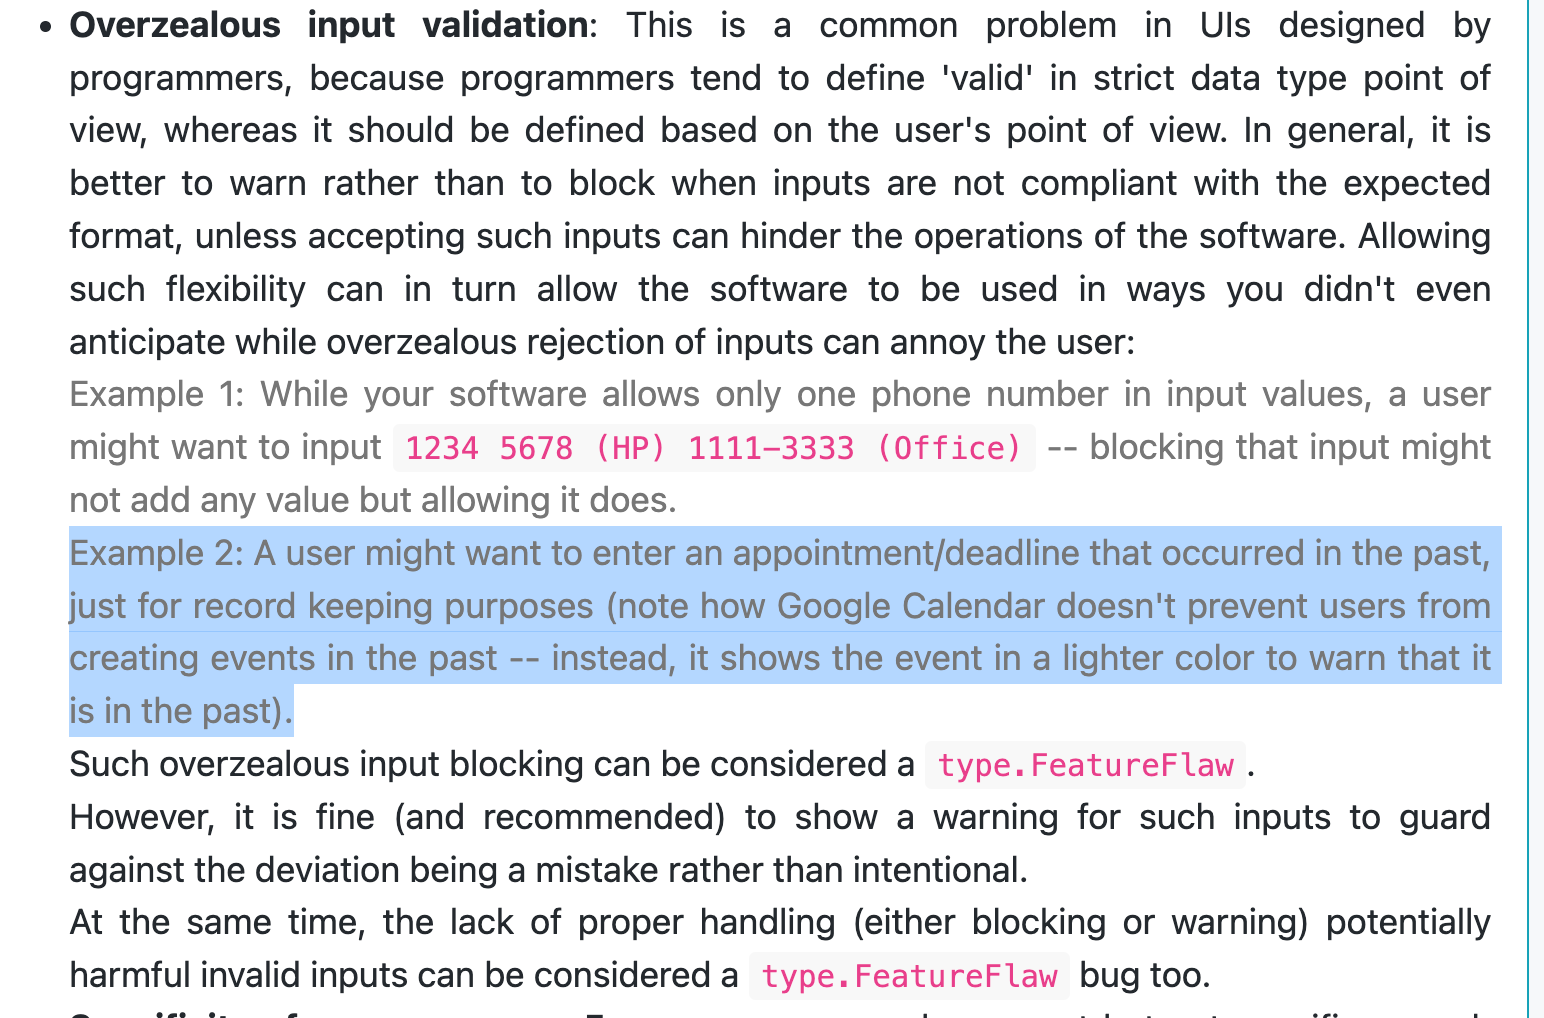 • Overzealous input validation: This is a common problem in UIs designed by
programmers, because programmers tend to define 'valid' in strict data type point of
view, whereas it should be defined based on the user's point of view. In general, it is
better to warn rather than to block when inputs are not compliant with the expected
format, unless accepting such inputs can hinder the operations of the software. Allowing
such flexibility can in turn allow the software to be used in ways you didn't even
anticipate while overzealous rejection of inputs can annoy the user:
Example 1: While your software allows only one phone number in input values, a user
might want to input 1234 5678 (HP) 1111-3333 (Office) -- blocking that input might
not add any value but allowing it does.
Example 2: A user might want to enter an appointment/deadline that occurred in the past,
just for record keeping purposes (note how Google Calendar doesn't prevent users from
creating events in the past -- instead, it shows the event in a lighter color to warn that it
is in the past).
Such overzealous input blocking can be considered a type.FeatureFlaw.
However, it is fine (and recommended) to show a warning for such inputs to guard
against the deviation being a mistake rather than intentional.
At the same time, the lack of proper handling (either blocking or warning) potentially
harmful invalid inputs can be considered a type.FeatureFlaw bug too.